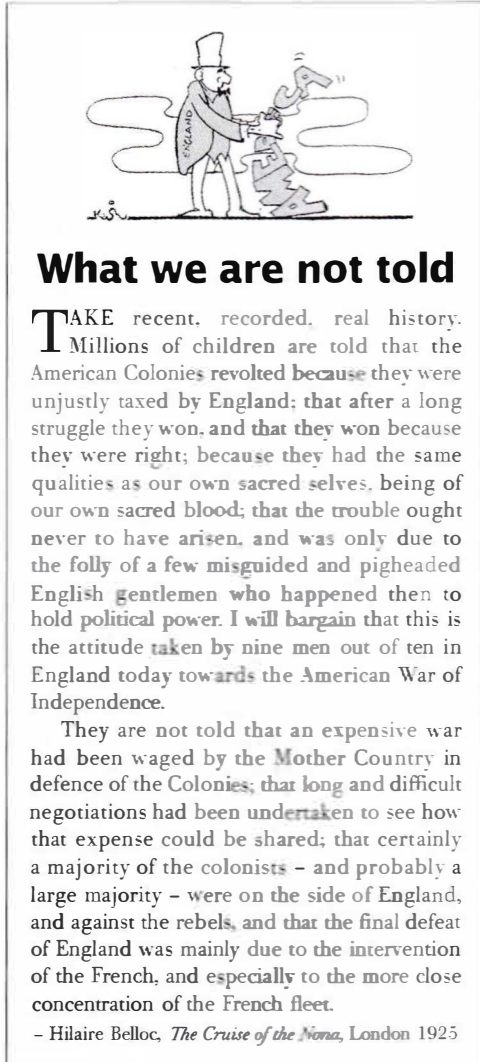 ENGLAND
USA
What we are not told
TAKE recent, recorded, real history.
Millions of children are told that the
American Colonies revolted because they were
unjustly taxed by England; that after a long
struggle they won, and that they won because
they were right; because they had the same
qualities as our own sacred selves, being of
our own sacred blood; that the trouble ought
never to have arisen, and was only due to
the folly of a few misguided and pigheaded
English gentlemen who happened then to
hold political power. I will bargain that this is
the attitude taken by nine men out of ten in
England today towards the American War of
Independence.
They are not told that an expensive war
had been waged by the Mother Country in
defence of the Colonies; that long and difficult
negotiations had been undertaken to see how
that expense could be shared; that certainly
a majority of the colonists – and probably a
large majority – were on the side of England,
and against the rebels, and that the final defeat
of England was mainly due to the intervention
of the French, and especially to the more close
concentration of the French fleet.
– Hilaire Belloc, The Cruise of the Nona, London 1925